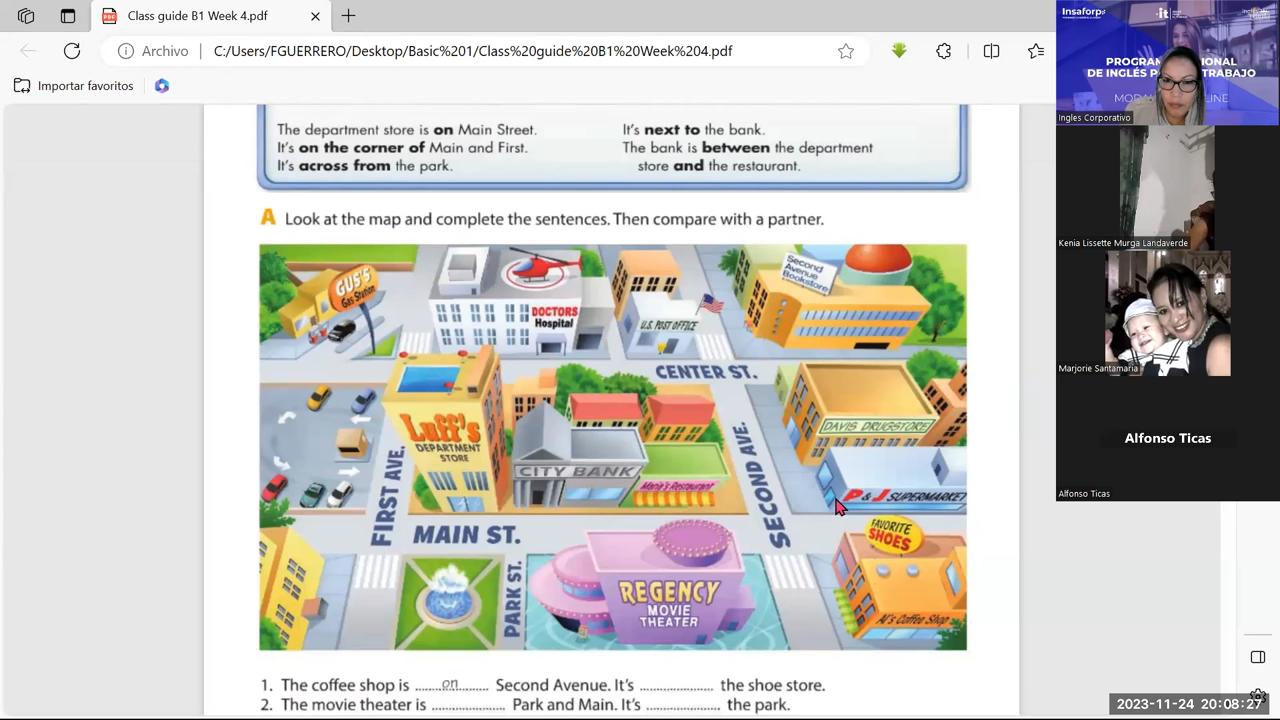 Class guide B1 Week 4.pdf
Archivo
C:/Users/FGUERRERO/Desktop/Basic%201/Class%20guide%20B1%20Week%204.pdf
Importar favoritos
The department store is on Main Street.
It's on the corner of Main and First.
It's across from the park.
It's next to the bank.
The bank is between the department
store and the restaurant.
A Look at the map and complete the sentences. Then compare with a partner.
GUS'S
Gas Station
DOCTORS
Hospital
U.S. POST OFFICE
Second
Avenue
Bookstore
CENTER ST.
DEPARTMENT
STORE
CITY BANK
Maria's Restaurant
DAVIS DRUGSTORE
P & J SUPERMARKET
FIRST AVE.
MAIN ST.
SECOND AVE.
PARK ST.
REGENCY
MOVIE
THEATER
FAVORITE
SHOES
Al's Coffee Shop
1. The coffee shop is ....on.... Second Avenue. It's .................... the shoe store.
2. The movie theater is .................... Park and Main. It's .................... the park.
Insaforp
Ingles Corporativo
Kenia Lissette Murga Landaverde
Marjorie Santamaria
Alfonso Ticas
Alfonso Ticas
2023-11-24 20:08:27